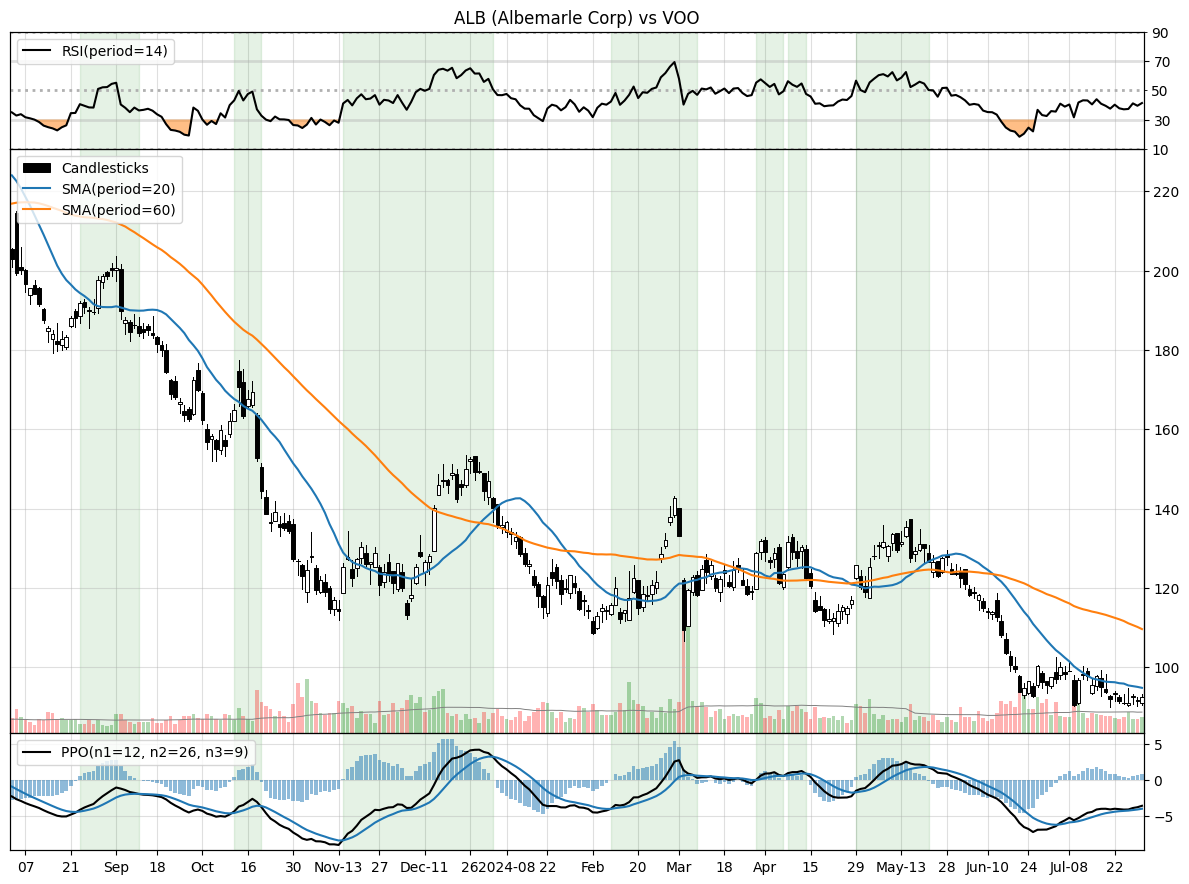 ALB (Albemarle Corp) vs VOO
RSI(period=14)
90
70
50
30
10
Candlesticks
SMA(period=20)
SMA(period=60)
220
200
180
160
140
120
100
PPO(n1=12, n2=26, n3=9)
5
0
−5
07 21 Sep 18 Oct 16 30 Nov-13 27 Dec-11 26 2024-08 22 Feb 20 Mar 18 Apr 15 29 May-13 28 Jun-10 24 Jul-08 22